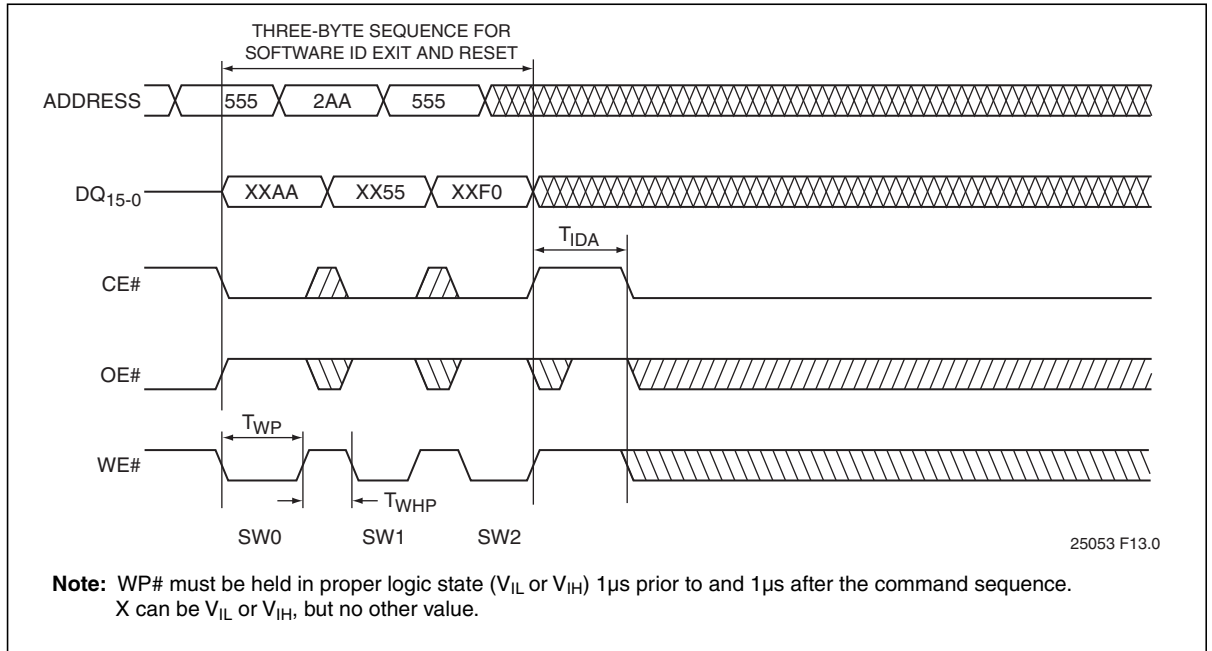 THREE-BYTE SEQUENCE FOR
SOFTWARE ID EXIT AND RESET
ADDRESS 555 2AA 555
DQ15-0 XXAA XX55 XXF0
TIDA
CE#
OE#
TWP
WE#
TWHP
SW0 SW1 SW2
25053 F13.0
Note: WP# must be held in proper logic state (VIL or VIH) 1µs prior to and 1µs after the command sequence.
X can be VIL or VIH, but no other value.